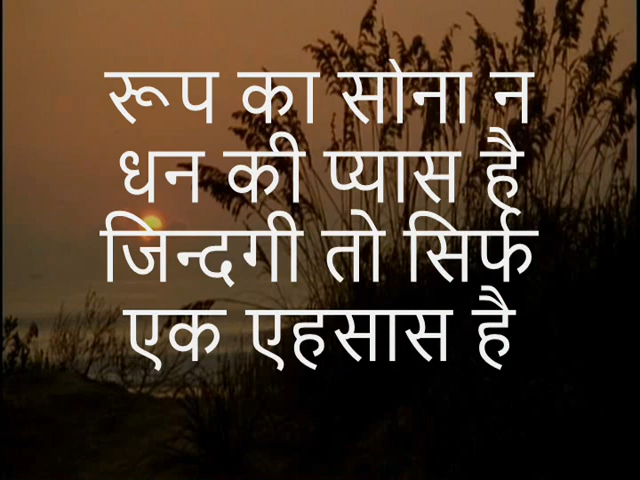 रूप का सोना न
धन की प्यास है
जिन्दगी तो सिर्फ
एक एहसास है